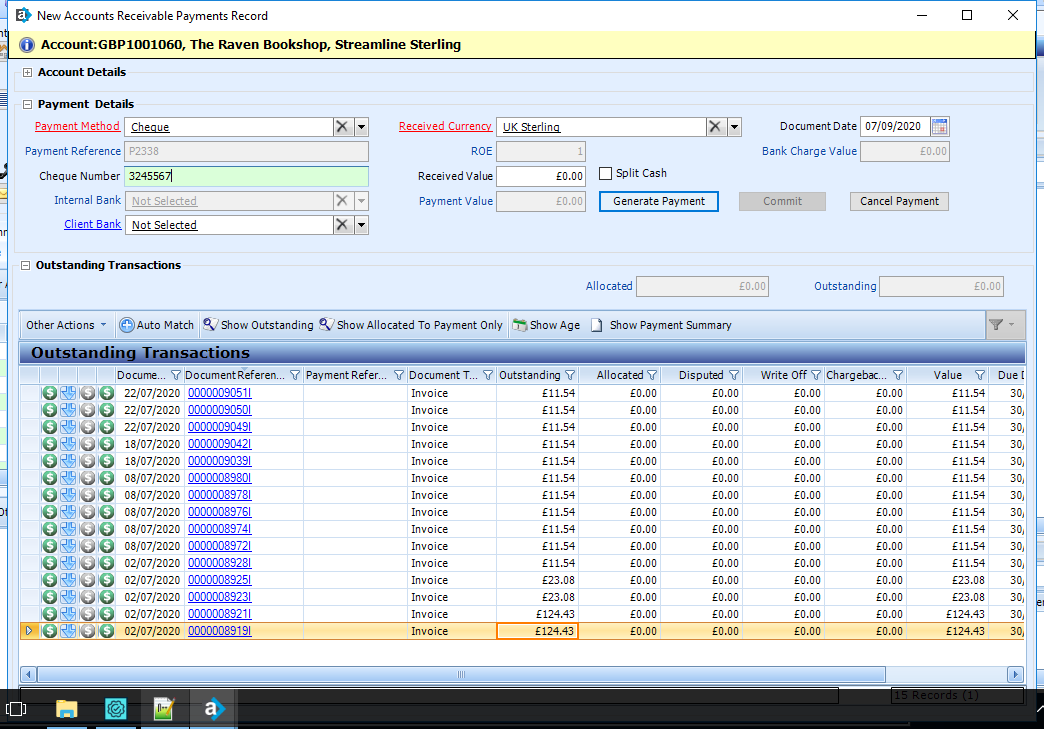 New Accounts Receivable Payments Record
Account:GBP1001060, The Raven Bookshop, Streamline Sterling
Account Details
Payment Details
Payment Method Cheque Received Currency UK Sterling Document Date 07/09/2020
Payment Reference P2338 ROE 1 Bank Charge Value £0.00
Cheque Number 3245567 Received Value £0.00 Split Cash
Internal Bank Not Selected Payment Value £0.00 Generate Payment Commit Cancel Payment
Client Bank Not Selected
Outstanding Transactions
Allocated £0.00 Outstanding £0.00
Other Actions Auto Match Show Outstanding Show Allocated To Payment Only Show Age Show Payment Summary
Outstanding Transactions
Docume... Document Referen... Payment Refer... Document T... Outstanding Allocated Disputed Write Off Chargebac... Value Due D
22/07/2020 0000009051I Invoice £11.54 £0.00 £0.00 £0.00 £0.00 £11.54 30/
22/07/2020 0000009050I Invoice £11.54 £0.00 £0.00 £0.00 £0.00 £11.54 30/
22/07/2020 0000009049I Invoice £11.54 £0.00 £0.00 £0.00 £0.00 £11.54 30/
18/07/2020 0000009042I Invoice £11.54 £0.00 £0.00 £0.00 £0.00 £11.54 30/
18/07/2020 0000009039I Invoice £11.54 £0.00 £0.00 £0.00 £0.00 £11.54 30/
08/07/2020 0000008980I Invoice £11.54 £0.00 £0.00 £0.00 £0.00 £11.54 30/
08/07/2020 0000008978I Invoice £11.54 £0.00 £0.00 £0.00 £0.00 £11.54 30/
08/07/2020 0000008976I Invoice £11.54 £0.00 £0.00 £0.00 £0.00 £11.54 30/
08/07/2020 0000008974I Invoice £11.54 £0.00 £0.00 £0.00 £0.00 £11.54 30/
08/07/2020 0000008972I Invoice £11.54 £0.00 £0.00 £0.00 £0.00 £11.54 30/
02/07/2020 0000008928I Invoice £11.54 £0.00 £0.00 £0.00 £0.00 £11.54 30/
02/07/2020 0000008925I Invoice £23.08 £0.00 £0.00 £0.00 £0.00 £23.08 30/
02/07/2020 0000008923I Invoice £23.08 £0.00 £0.00 £0.00 £0.00 £23.08 30/
02/07/2020 0000008921I Invoice £124.43 £0.00 £0.00 £0.00 £0.00 £124.43 30/
02/07/2020 0000008919I Invoice £124.43 £0.00 £0.00 £0.00 £0.00 £124.43 30/
15 Records (1)